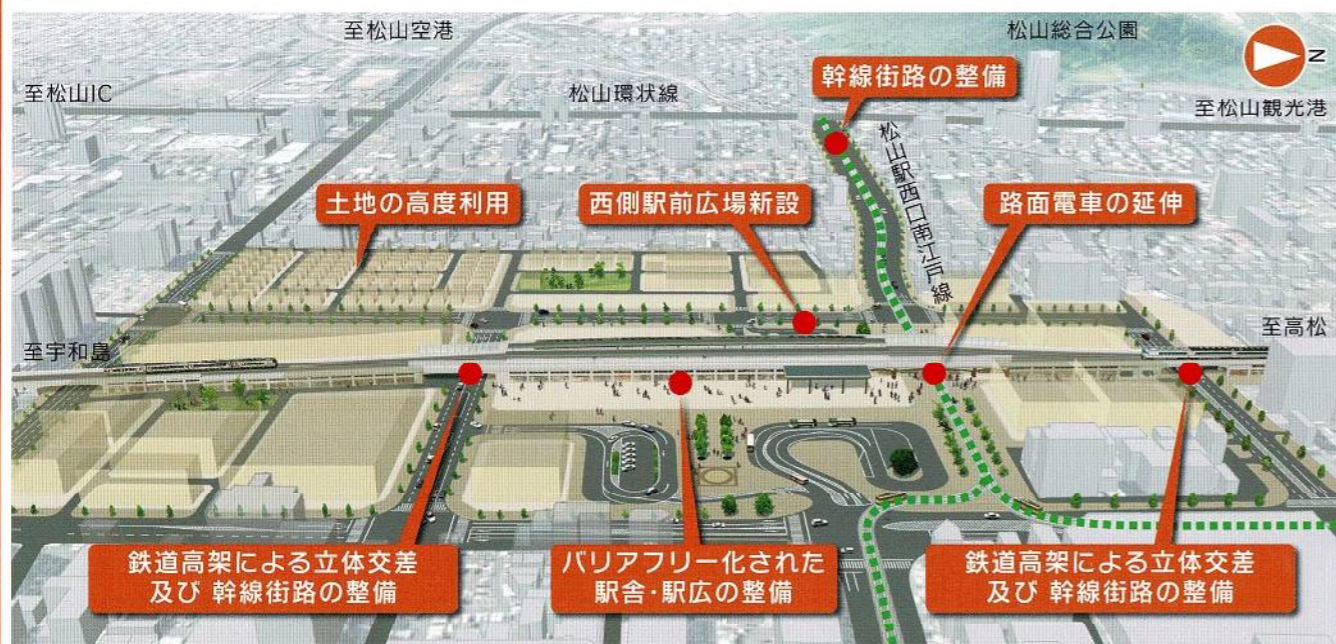 至松山空港
松山総合公園
N
至松山IC
松山環状線
幹線街路の整備
至松山観光港
松山駅西口南江戸線
土地の高度利用
西側駅前広場新設
路面電車の延伸
至宇和島
至高松
鉄道高架による立体交差
及び 幹線街路の整備
バリアフリー化された
駅舎・駅広の整備
鉄道高架による立体交差
及び 幹線街路の整備